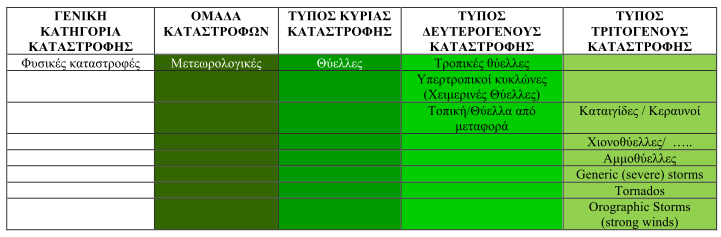 ΓΕΝΙΚΗ
ΚΑΤΗΓΟΡΙΑ
ΚΑΤΑΣΤΡΟΦΗΣ
ΟΜΑΔΑ
ΚΑΤΑΣΤΡΟΦΩΝ
ΤΥΠΟΣ ΚΥΡΙΑΣ
ΚΑΤΑΣΤΡΟΦΗΣ
ΤΥΠΟΣ
ΔΕΥΤΕΡΟΓΕΝΟΥΣ
ΚΑΤΑΣΤΡΟΦΗΣ
ΤΥΠΟΣ
ΤΡΙΤΟΓΕΝΟΥΣ
ΚΑΤΑΣΤΡΟΦΗΣ
Φυσικές καταστροφές
Μετεωρολογικές
Θύελλες
Τροπικές θύελλες
Υπερτροπικοί κυκλώνες
(Χειμερινές Θύελλες)
Τοπική/Θύελλα από
μεταφορά
Καταιγίδες / Κεραυνοί
Χιονοθύελλες/ …..
Αμμοθύελλες
Generic (severe) storms
Tornados
Orographic Storms
(strong winds)